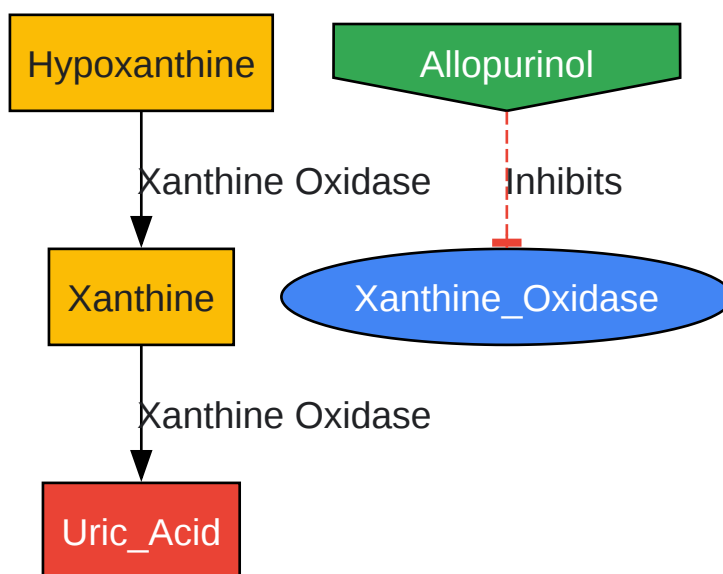 Hypoxanthine
Allopurinol
Xanthine Oxidase
Inhibits
Xanthine
Xanthine_Oxidase
Xanthine Oxidase
Uric_Acid